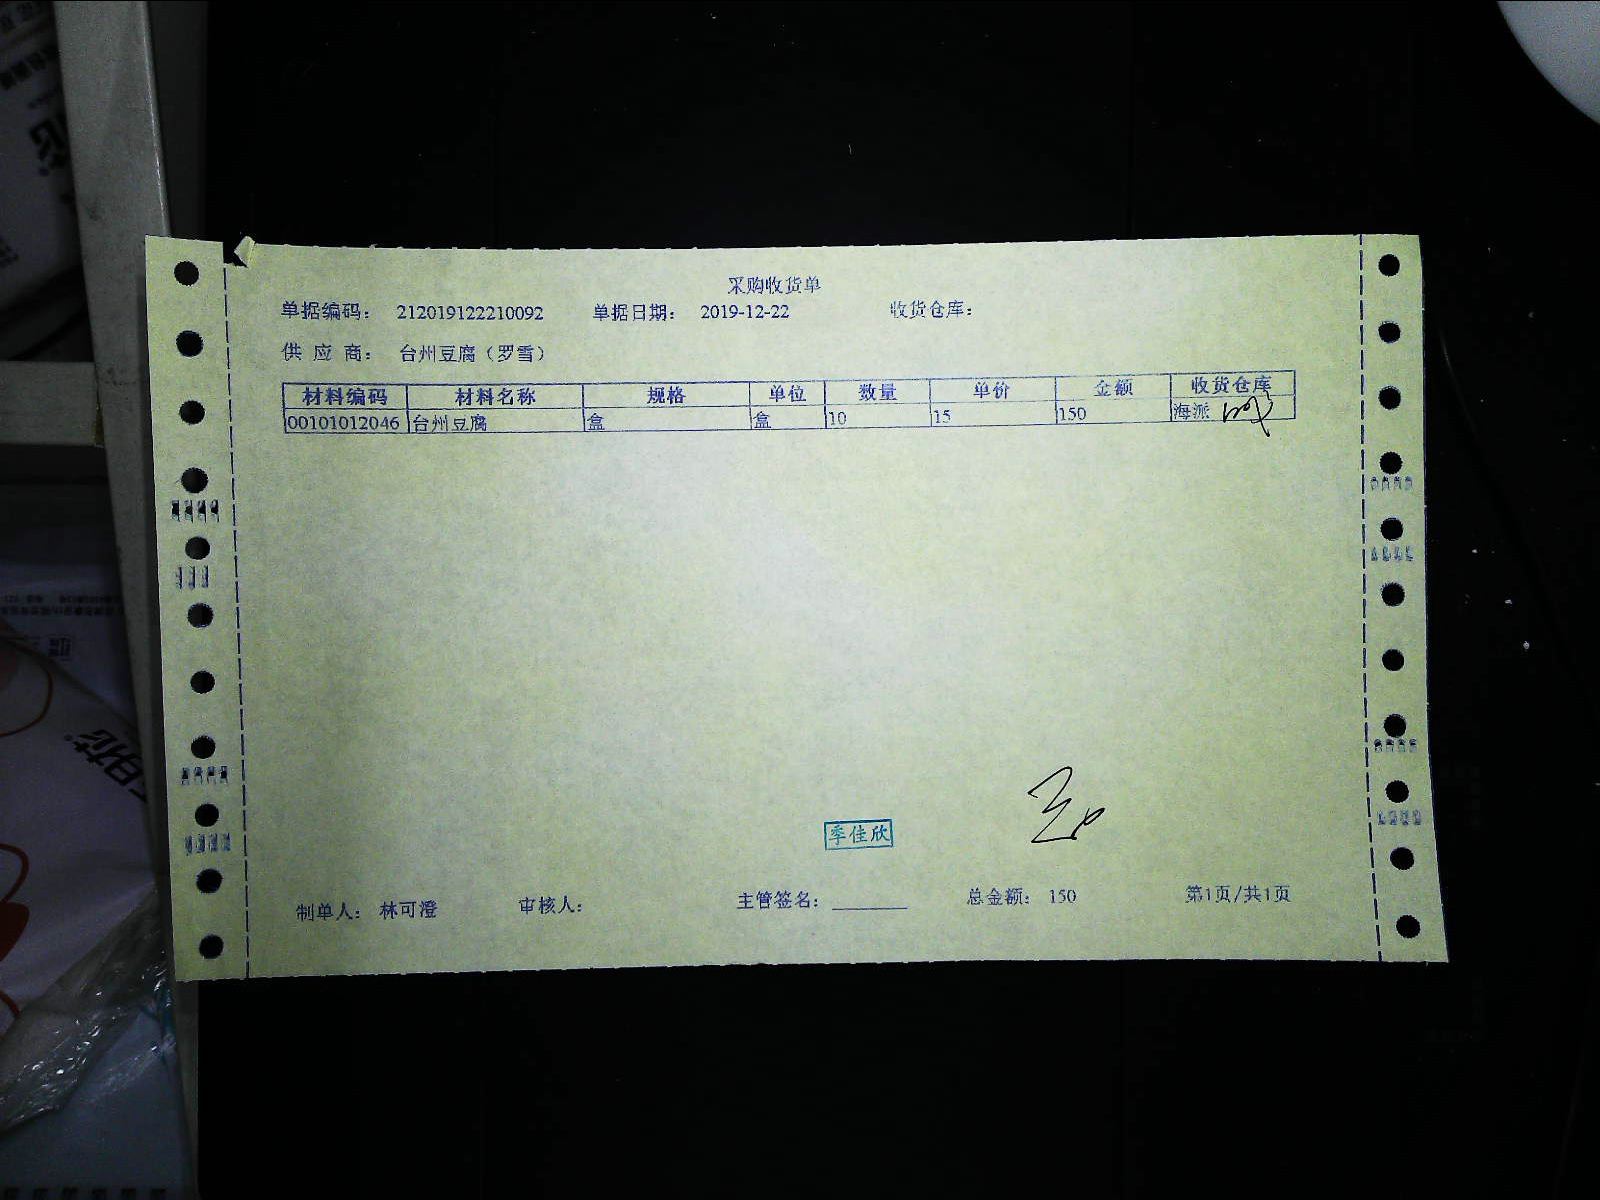 采购收货单
单据编码： 212019122210092 单据日期： 2019-12-22 收货仓库：
供 应 商： 台州豆腐（罗雪）
材料编码 材料名称 规格 单位 数量 单价 金额 收货仓库
00101012046 台州豆腐 盒 盒 10 15 150 海派
季佳欣
制单人： 林可澄 审核人： 主管签名： ________ 总金额： 150 第1页/共1页